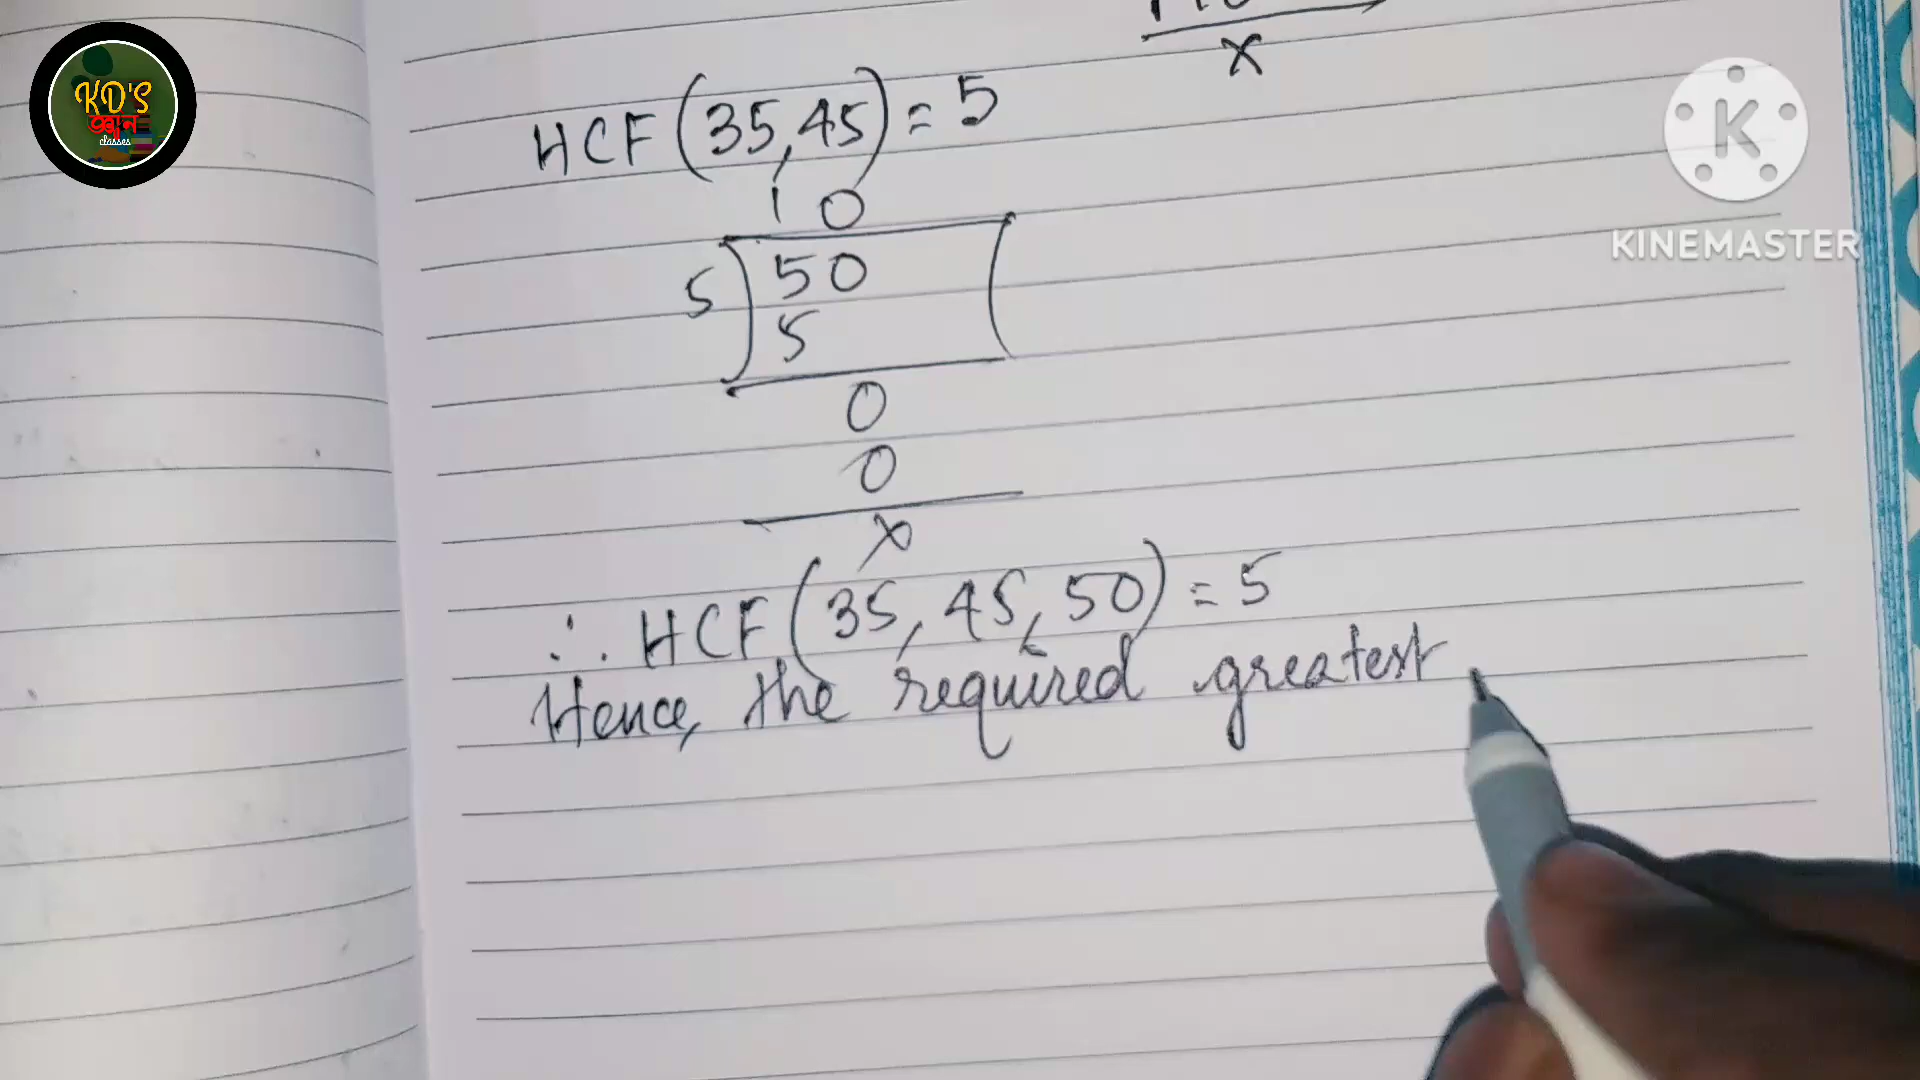 KD'S
জ্ঞান
classes
K
KINEMASTER
x
HCF (35, 45) = 5
10
5) 50 (
5
0
0
x
∴ HCF (35, 45, 50) = 5
Hence, the required greatest